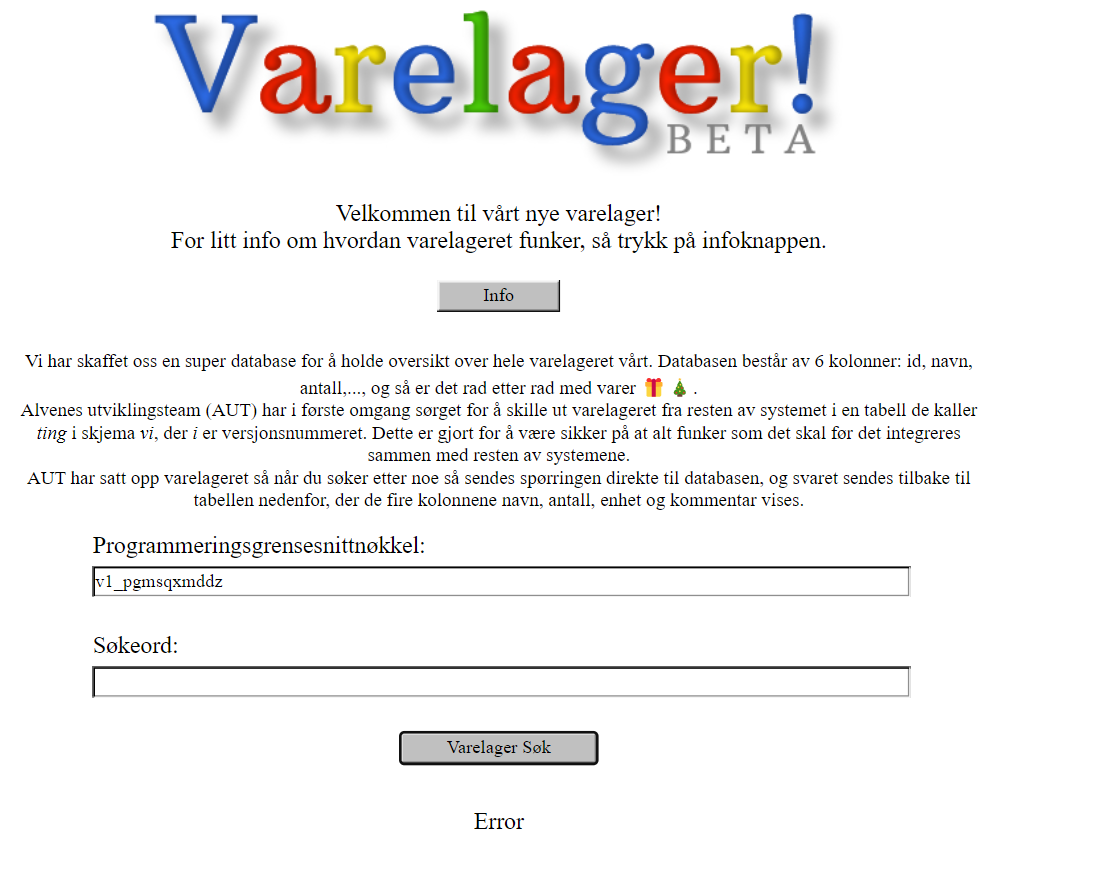 Varelager!
BETA
Velkommen til vårt nye varelager!
For litt info om hvordan varelageret funker, så trykk på infoknappen.
Info
Vi har skaffet oss en super database for å holde oversikt over hele varelageret vårt. Databasen består av 6 kolonner: id, navn,
antall,..., og så er det rad etter rad med varer 🎁 🎄 .
Alvenes utviklingsteam (AUT) har i første omgang sørget for å skille ut varelageret fra resten av systemet i en tabell de kaller
ting i skjema vi, der i er versjonsnummeret. Dette er gjort for å være sikker på at alt funker som det skal før det integreres
sammen med resten av systemene.
AUT har satt opp varelageret så når du søker etter noe så sendes spørringen direkte til databasen, og svaret sendes tilbake til
tabellen nedenfor, der de fire kolonnene navn, antall, enhet og kommentar vises.
Programmeringsgrensesnittnøkkel:
v1_pgmsqxmddz
Søkeord:
Varelager Søk
Error